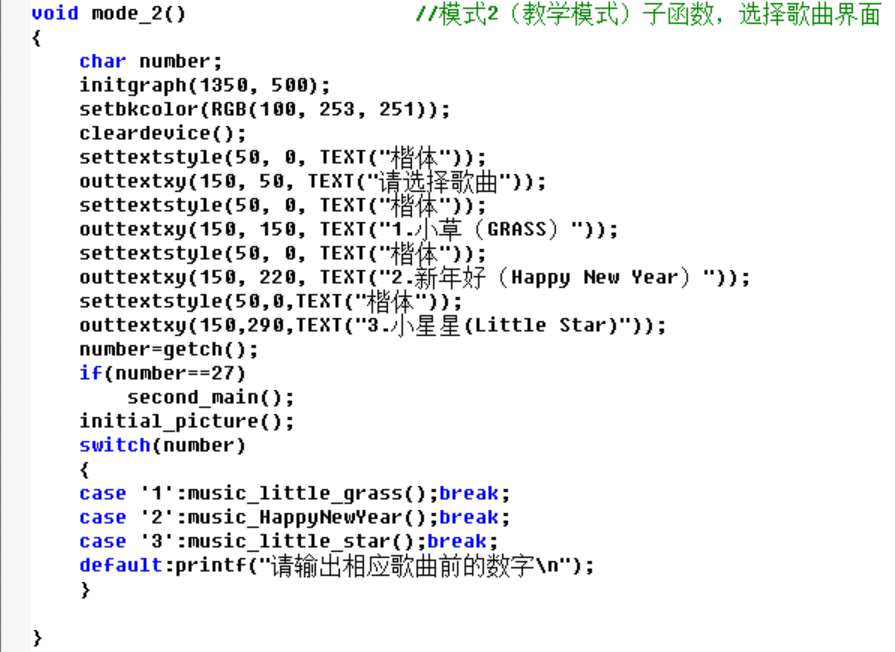 void mode_2() //模式2（教学模式）子函数，选择歌曲界面
{
char number;
initgraph(1350, 500);
setbkcolor(RGB(100, 253, 251));
cleardevice();
settextstyle(50, 0, TEXT("楷体"));
outtextxy(150, 50, TEXT("请选择歌曲"));
settextstyle(50, 0, TEXT("楷体"));
outtextxy(150, 150, TEXT("1.小草（GRASS）"));
settextstyle(50, 0, TEXT("楷体"));
outtextxy(150, 220, TEXT("2.新年好（Happy New Year）"));
settextstyle(50,0,TEXT("楷体"));
outtextxy(150,290,TEXT("3.小星星(Little Star)"));
number=getch();
if(number==27)
second_main();
initial_picture();
switch(number)
{
case '1':music_little_grass();break;
case '2':music_HappyNewYear();break;
case '3':music_little_star();break;
default:printf("请输出相应歌曲前的数字\n");
}
}